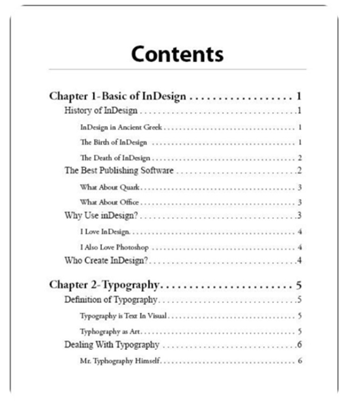 Contents
Chapter 1-Basic of InDesign . . . . . . . . . . . . . . . . . . 1
History of InDesign . . . . . . . . . . . . . . . . . . . . . . . . . . . . .1
InDesign in Ancient Greek . . . . . . . . . . . . . . . . . . . . . . . . . . . . . 1
The Birth of InDesign . . . . . . . . . . . . . . . . . . . . . . . . . . . . . . . . 1
The Death of InDesign . . . . . . . . . . . . . . . . . . . . . . . . . . . . . . . 2
The Best Publishing Software . . . . . . . . . . . . . . . . . . . . . .2
What About Quark . . . . . . . . . . . . . . . . . . . . . . . . . . . . . . . . . . 3
What About Office . . . . . . . . . . . . . . . . . . . . . . . . . . . . . . . . . . 3
Why Use inDesign? . . . . . . . . . . . . . . . . . . . . . . . . . . . . .3
I Love InDesign. . . . . . . . . . . . . . . . . . . . . . . . . . . . . . . . . . . . . 4
I Also Love Photoshop . . . . . . . . . . . . . . . . . . . . . . . . . . . . . . . 4
Who Create InDesign? . . . . . . . . . . . . . . . . . . . . . . . . . . .4
Chapter 2-Typography. . . . . . . . . . . . . . . . . . . . . . . 5
Definition of Typography. . . . . . . . . . . . . . . . . . . . . . . . .5
Typography is Text In Visual . . . . . . . . . . . . . . . . . . . . . . . . . . . . 5
Typhography as Art. . . . . . . . . . . . . . . . . . . . . . . . . . . . . . . . . . 5
Dealing With Typography . . . . . . . . . . . . . . . . . . . . . . . .6
Mr. Typhography Himself. . . . . . . . . . . . . . . . . . . . . . . . . . . . . . 6